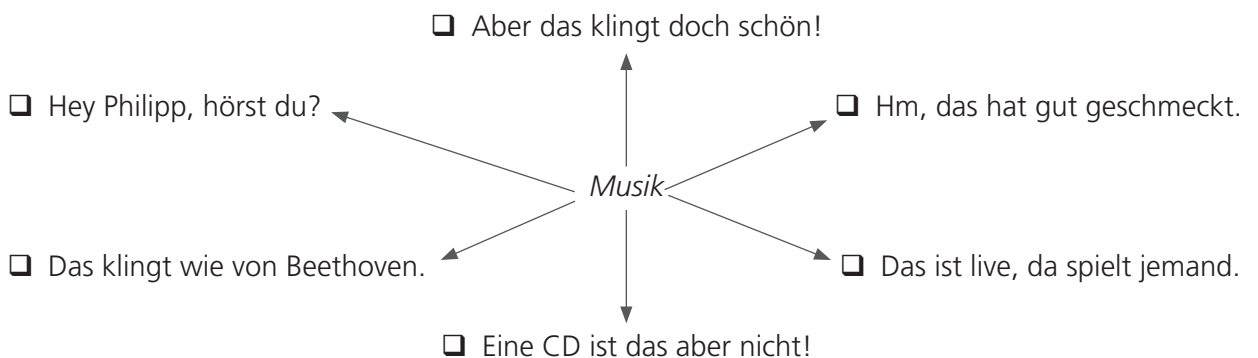 ❑ Aber das klingt doch schön!
❑ Hey Philipp, hörst du?
❑ Hm, das hat gut geschmeckt.
Musik
❑ Das klingt wie von Beethoven.
❑ Das ist live, da spielt jemand.
❑ Eine CD ist das aber nicht!